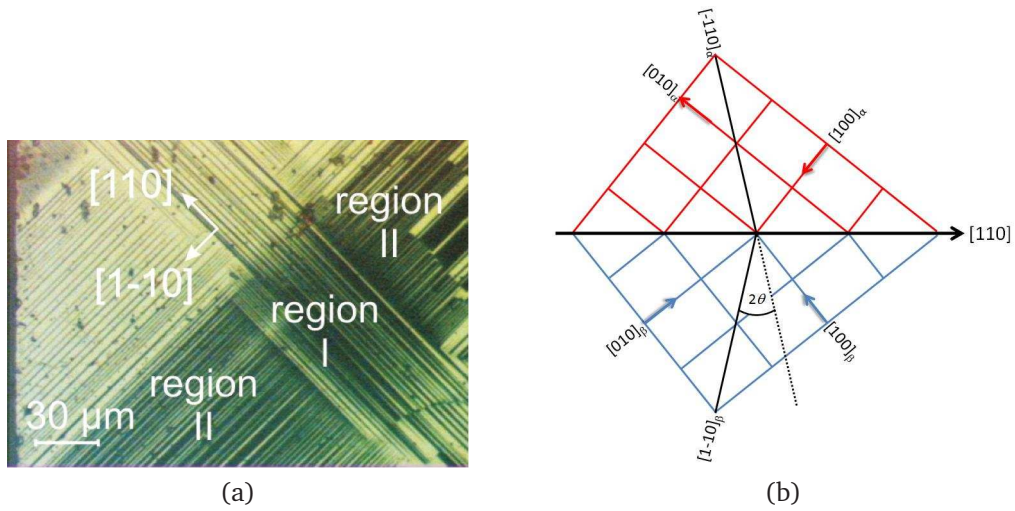 [110]
[1-10]
region
II
region
I
region
II
30 μm
(a)
[-110]α
[010]α
[100]α
[110]
2θ
[010]β
[100]β
[1-10]β
(b)